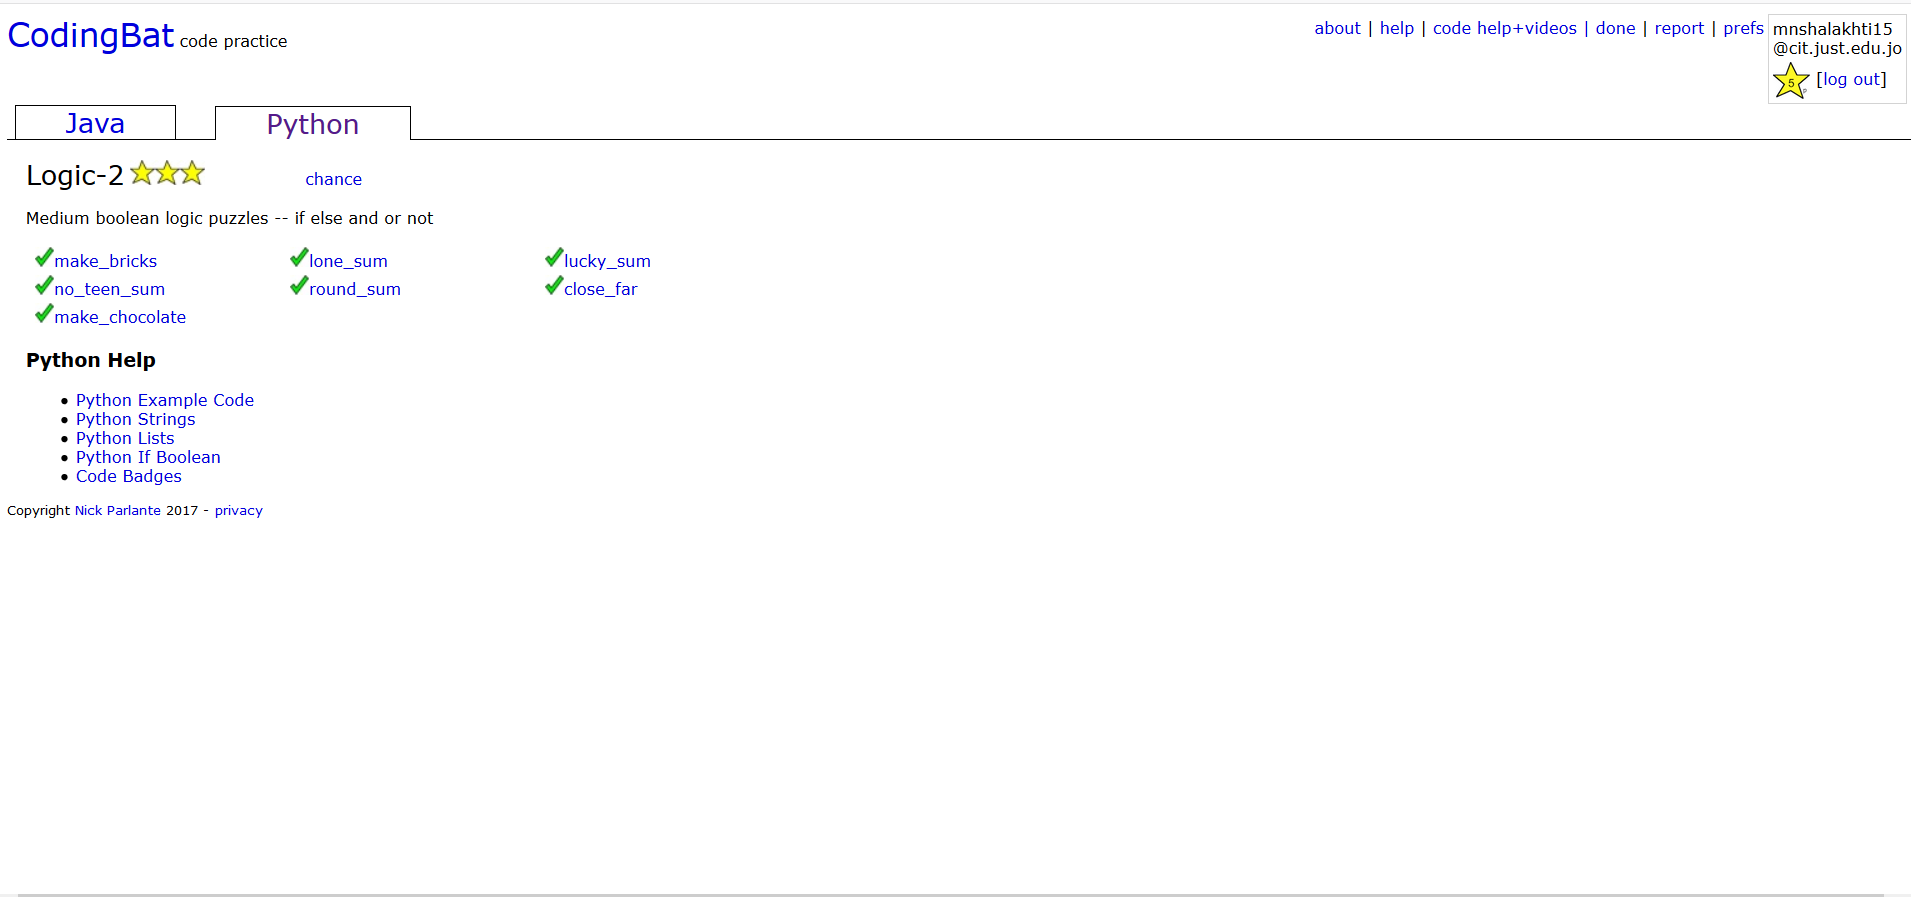 CodingBat code practice
about | help | code help+videos | done | report | prefs
mnshalakhti15
@cit.just.edu.jo
5 [log out]
Java
Python
Logic-2
chance
Medium boolean logic puzzles -- if else and or not
make_bricks lone_sum lucky_sum
no_teen_sum round_sum close_far
make_chocolate
Python Help
• Python Example Code
• Python Strings
• Python Lists
• Python If Boolean
• Code Badges
Copyright Nick Parlante 2017 - privacy